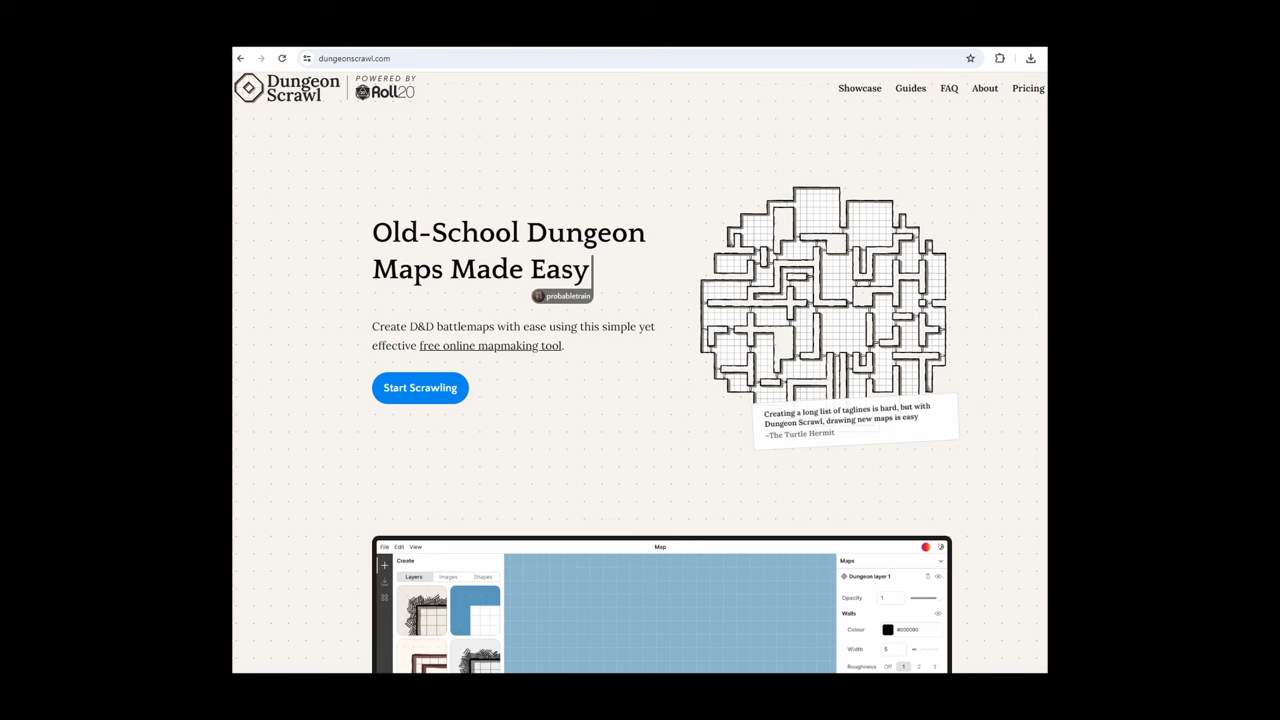 dungeonscrawl.com
Dungeon
Scrawl
POWERED BY
Roll20
Showcase Guides FAQ About Pricing
Old-School Dungeon
Maps Made Easy
probabletrain
Create D&D battlemaps with ease using this simple yet
effective free online mapmaking tool.
Start Scrawling
Creating a long list of taglines is hard, but with
Dungeon Scrawl, drawing new maps is easy
~The Turtle Hermit
File Edit View Map
Create
Layers Images Shapes
Maps
Dungeon layer 1
Opacity 1
Walls
Colour #000000
Width 5
Roughness Off 1 2 3